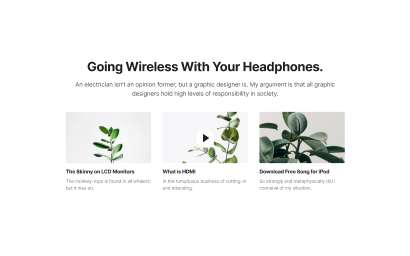 Going Wireless With Your Headphones.
An electrician isn't an opinion former, but a graphic designer is. My argument is that all graphic
designers hold high levels of responsibility in society.
The Skinny on LCD Monitors
What is HDMI
Download Free Song for iPod
The monkey-rope is found in all whalers;
but it was on.
In the tumultuous business of cutting-in
and attending.
So strongly and metaphysically did I
conceive of my situation.